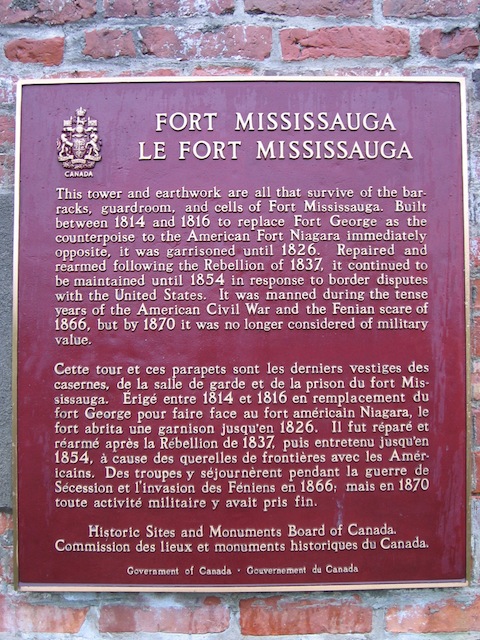 FORT MISSISSAUGA
LE FORT MISSISSAUGA
CANADA
This tower and earthwork are all that survive of the bar-
racks, guardroom, and cells of Fort Mississauga. Built
between 1814 and 1816 to replace Fort George as the
counterpoise to the American Fort Niagara immediately
opposite, it was garrisoned until 1826. Repaired and
rearmed following the Rebellion of 1837, it continued to
be maintained until 1854 in response to border disputes
with the United States. It was manned during the tense
years of the American Civil War and the Fenian scare of
1866, but by 1870 it was no longer considered of military
value.
Cette tour et ces parapets sont les derniers vestiges des
casernes, de la salle de garde et de la prison du fort Mis-
sissauga. Érigé entre 1814 et 1816 en remplacement du
fort George pour faire face au fort américain Niagara, le
fort abrita une garnison jusqu'en 1826. Il fut réparé et
réarmé après la Rébellion de 1837, puis entretenu jusqu'en
1854, à cause des querelles de frontières avec les Amér-
icains. Des troupes y séjournèrent pendant la guerre de
Sécession et l'invasion des Féniens en 1866; mais en 1870
toute activité militaire y avait pris fin.
Historic Sites and Monuments Board of Canada.
Commission des lieux et monuments historiques du Canada.
Government of Canada · Gouvernement du Canada